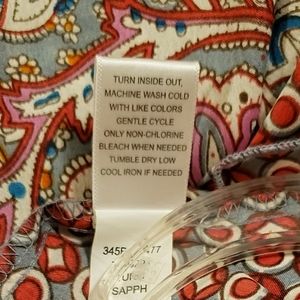 TURN INSIDE OUT,
MACHINE WASH COLD
WITH LIKE COLORS
GENTLE CYCLE
ONLY NON-CHLORINE
BLEACH WHEN NEEDED
TUMBLE DRY LOW
COOL IRON IF NEEDED
SAPPH